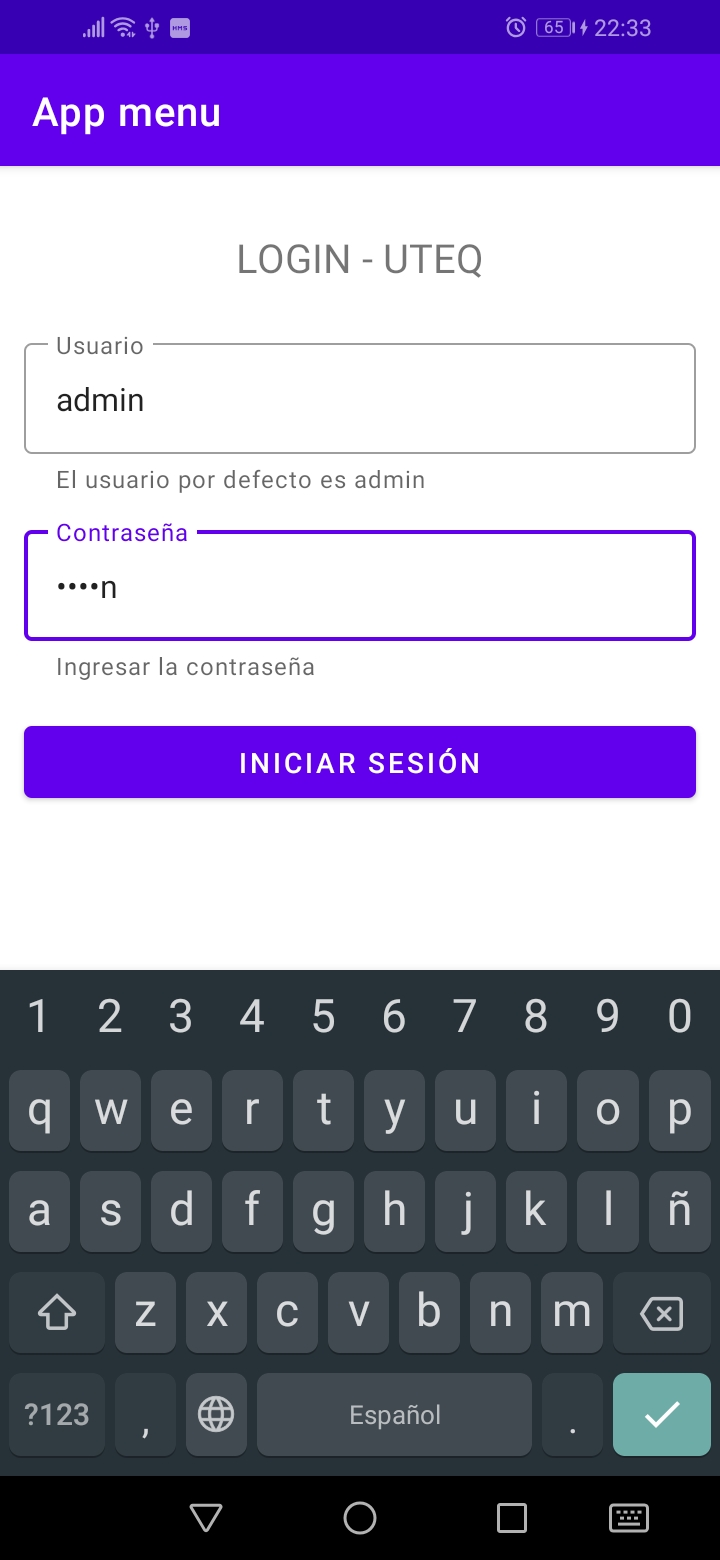 HMS 65 22:33
App menu
LOGIN - UTEQ
Usuario
admin
El usuario por defecto es admin
Contraseña
••••n
Ingresar la contraseña
INICIAR SESIÓN
1 2 3 4 5 6 7 8 9 0
q w e r t y u i o p
a s d f g h j k l ñ
z x c v b n m
?123 , Español .